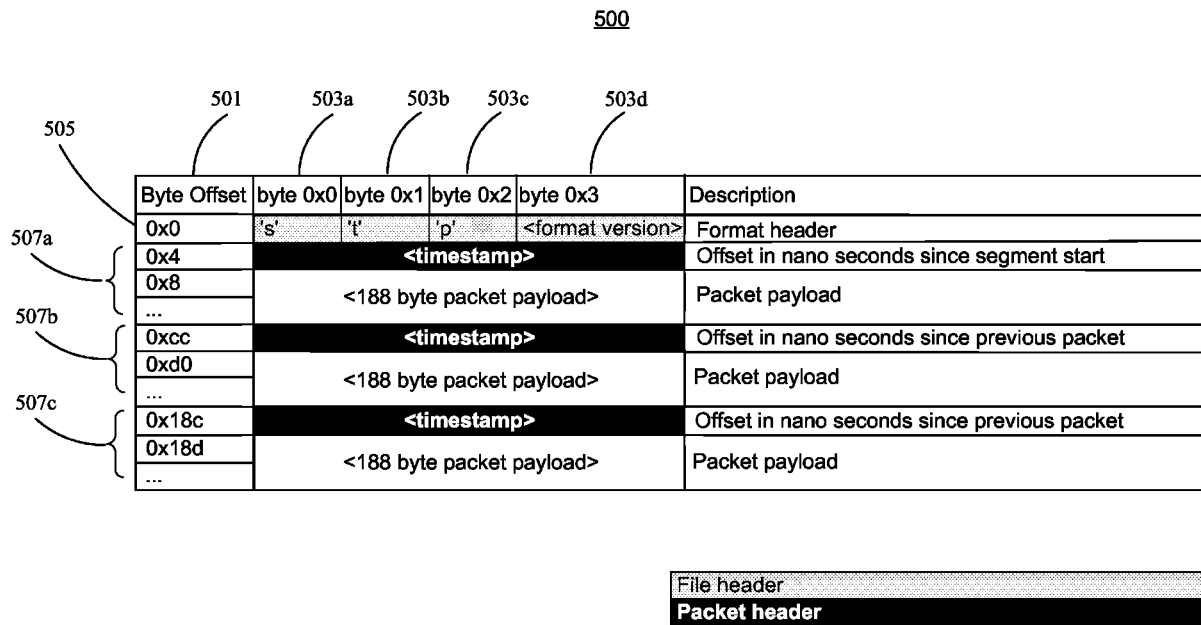 500
501 503a 503b 503c 503d
505
Byte Offset byte 0x0 byte 0x1 byte 0x2 byte 0x3 Description
0x0 's' 't' 'p' <format version> Format header
507a
0x4 <timestamp> Offset in nano seconds since segment start
0x8 <188 byte packet payload> Packet payload
...
507b
0xcc <timestamp> Offset in nano seconds since previous packet
0xd0 <188 byte packet payload> Packet payload
...
507c
0x18c <timestamp> Offset in nano seconds since previous packet
0x18d <188 byte packet payload> Packet payload
...
File header
Packet header